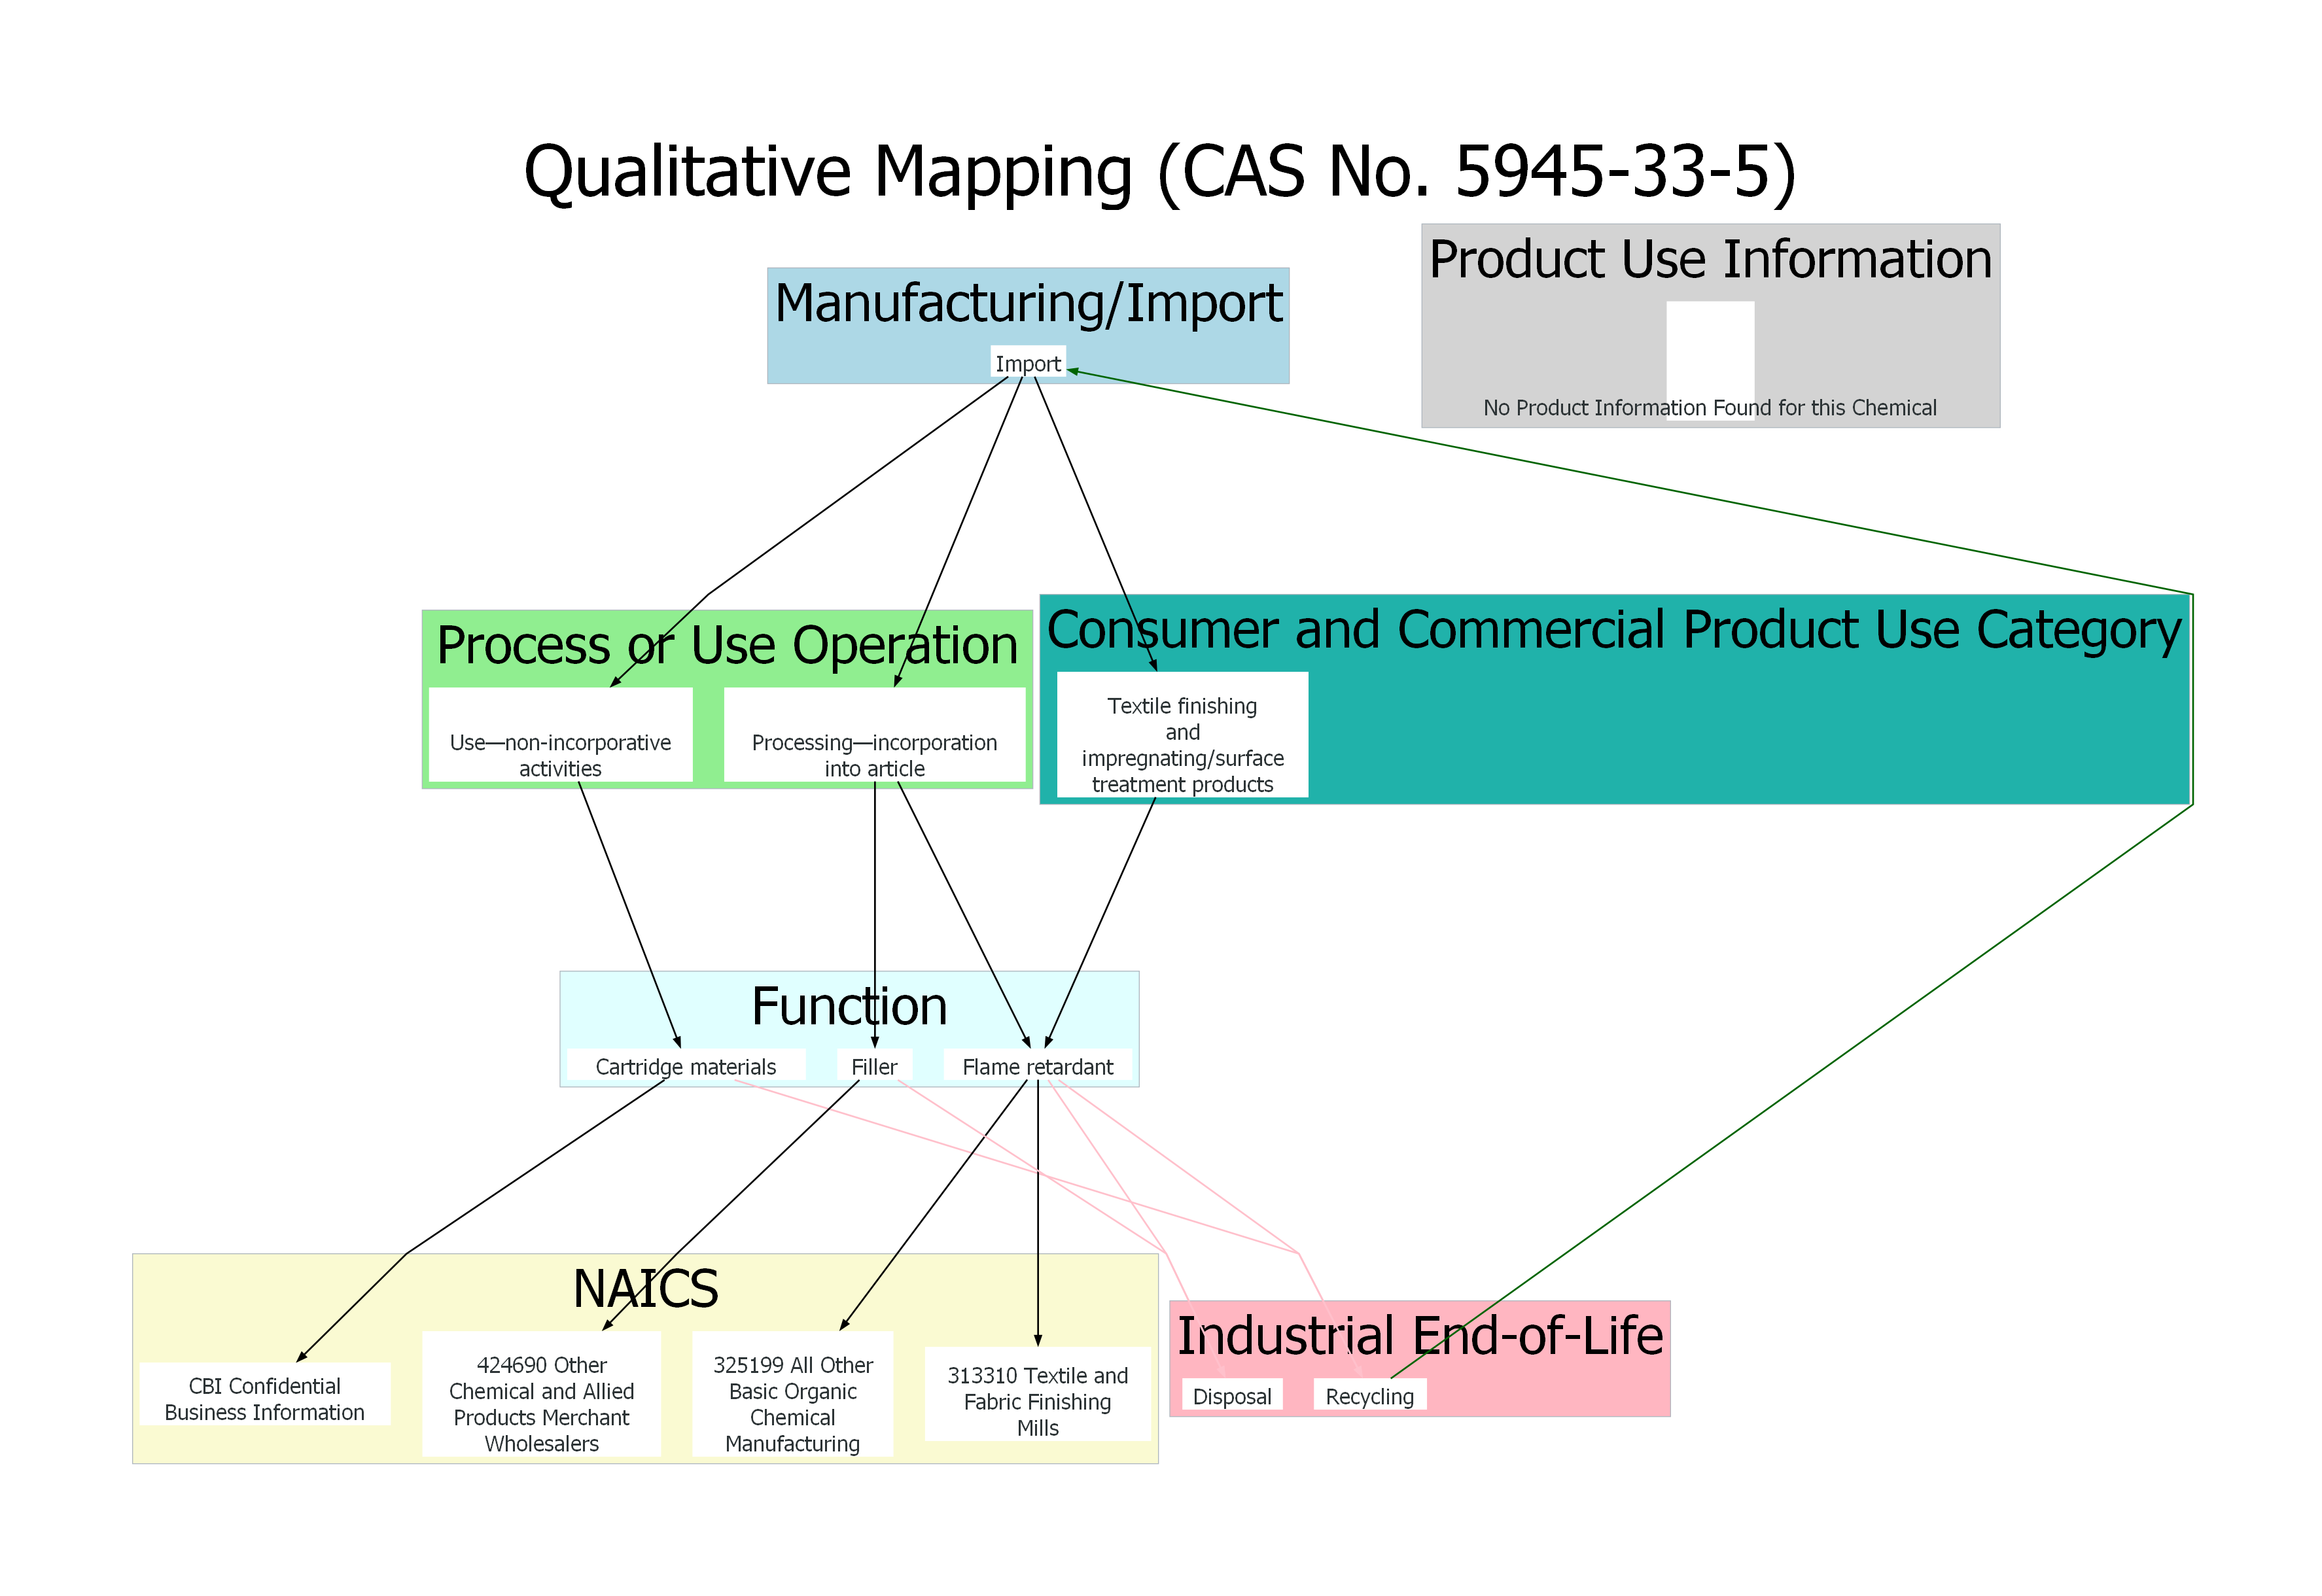 Qualitative Mapping (CAS No. 5945-33-5)
Product Use Information
No Product Information Found for this Chemical
Manufacturing/Import
Import
Process or Use Operation
Use—non-incorporative
activities
Processing—incorporation
into article
Consumer and Commercial Product Use Category
Textile finishing
and
impregnating/surface
treatment products
Function
Cartridge materials
Filler
Flame retardant
NAICS
CBI Confidential
Business Information
424690 Other
Chemical and Allied
Products Merchant
Wholesalers
325199 All Other
Basic Organic
Chemical
Manufacturing
313310 Textile and
Fabric Finishing
Mills
Industrial End-of-Life
Disposal
Recycling